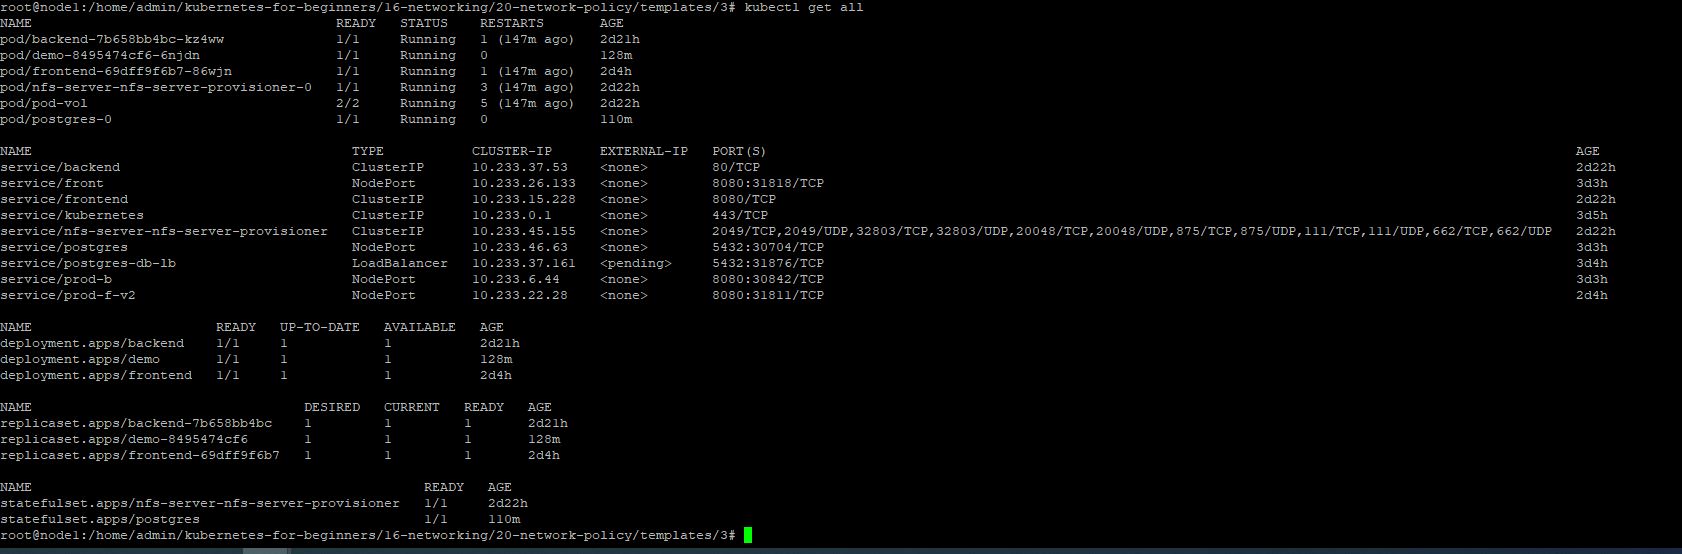 root@node1:/home/admin/kubernetes-for-beginners/16-networking/20-network-policy/templates/3# kubectl get all
NAME READY STATUS RESTARTS AGE
pod/backend-7b658bb4bc-kz4ww 1/1 Running 1 (147m ago) 2d21h
pod/demo-8495474cf6-6njdn 1/1 Running 0 128m
pod/frontend-69dff9f6b7-86wjn 1/1 Running 1 (147m ago) 2d4h
pod/nfs-server-nfs-server-provisioner-0 1/1 Running 3 (147m ago) 2d22h
pod/pod-vol 2/2 Running 5 (147m ago) 2d22h
pod/postgres-0 1/1 Running 0 110m
NAME TYPE CLUSTER-IP EXTERNAL-IP PORT(S) AGE
service/backend ClusterIP 10.233.37.53 <none> 80/TCP 2d22h
service/front NodePort 10.233.26.133 <none> 8080:31818/TCP 3d3h
service/frontend ClusterIP 10.233.15.228 <none> 8080/TCP 2d22h
service/kubernetes ClusterIP 10.233.0.1 <none> 443/TCP 3d5h
service/nfs-server-nfs-server-provisioner ClusterIP 10.233.45.155 <none> 2049/TCP,2049/UDP,32803/TCP,32803/UDP,20048/TCP,20048/UDP,875/TCP,875/UDP,111/TCP,111/UDP,662/TCP,662/UDP 2d22h
service/postgres NodePort 10.233.46.63 <none> 5432:30704/TCP 3d3h
service/postgres-db-lb LoadBalancer 10.233.37.161 <pending> 5432:31876/TCP 3d4h
service/prod-b NodePort 10.233.6.44 <none> 8080:30842/TCP 3d3h
service/prod-f-v2 NodePort 10.233.22.28 <none> 8080:31811/TCP 2d4h
NAME READY UP-TO-DATE AVAILABLE AGE
deployment.apps/backend 1/1 1 1 2d21h
deployment.apps/demo 1/1 1 1 128m
deployment.apps/frontend 1/1 1 1 2d4h
NAME DESIRED CURRENT READY AGE
replicaset.apps/backend-7b658bb4bc 1 1 1 2d21h
replicaset.apps/demo-8495474cf6 1 1 1 128m
replicaset.apps/frontend-69dff9f6b7 1 1 1 2d4h
NAME READY AGE
statefulset.apps/nfs-server-nfs-server-provisioner 1/1 2d22h
statefulset.apps/postgres 1/1 110m
root@node1:/home/admin/kubernetes-for-beginners/16-networking/20-network-policy/templates/3#